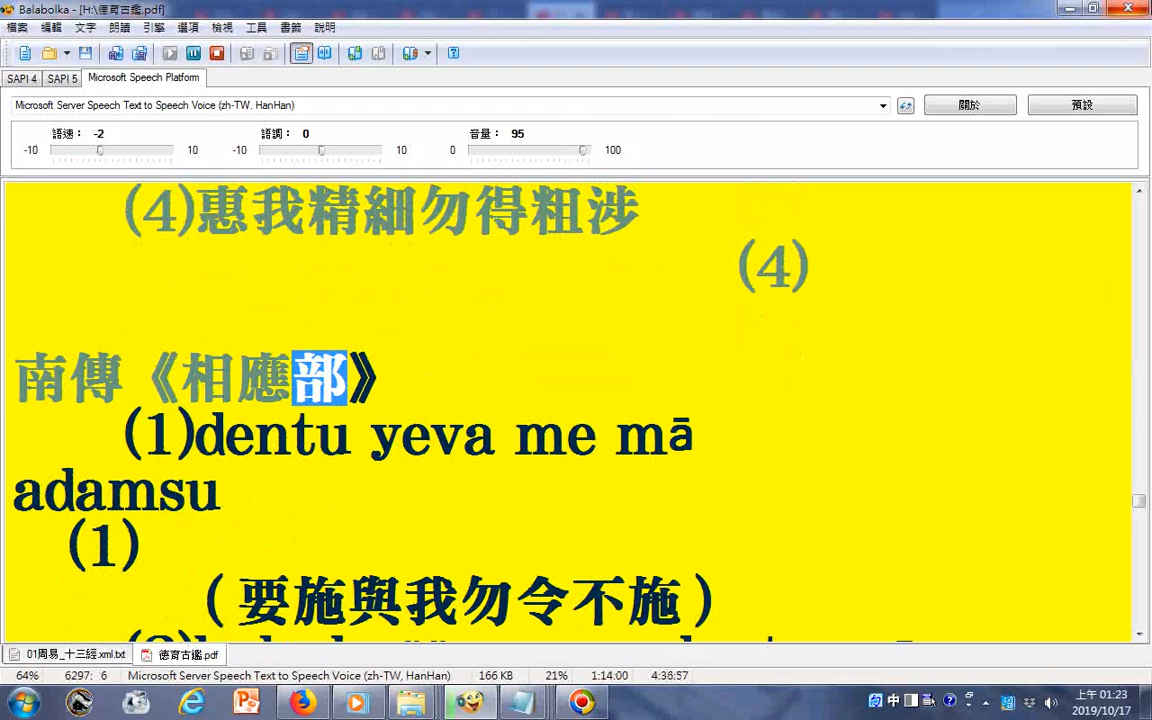 Balabolka - [H:\德育古鑑.pdf]
檔案 編輯 文字 朗讀 引擎 選項 檢視 工具 書籤 說明
SAPI 4 SAPI 5 Microsoft Speech Platform
Microsoft Server Speech Text to Speech Voice (zh-TW, HanHan) 關於 預設
語速： -2 語調： 0 音量： 95
-10 10 -10 10 0 100
(4)惠我精細勿得粗涉
(4)
南傳《相應部》
(1)dentu yeva me mā
adamsu
(1)
（要施與我勿令不施）
01周易_十三經.xml.txt 德育古鑑.pdf
64% 6297: 6 Microsoft Server Speech Text to Speech Voice (zh-TW, HanHan) 166 KB 21% 1:14:00 4:36:57
中 上午 01:23
2019/10/17